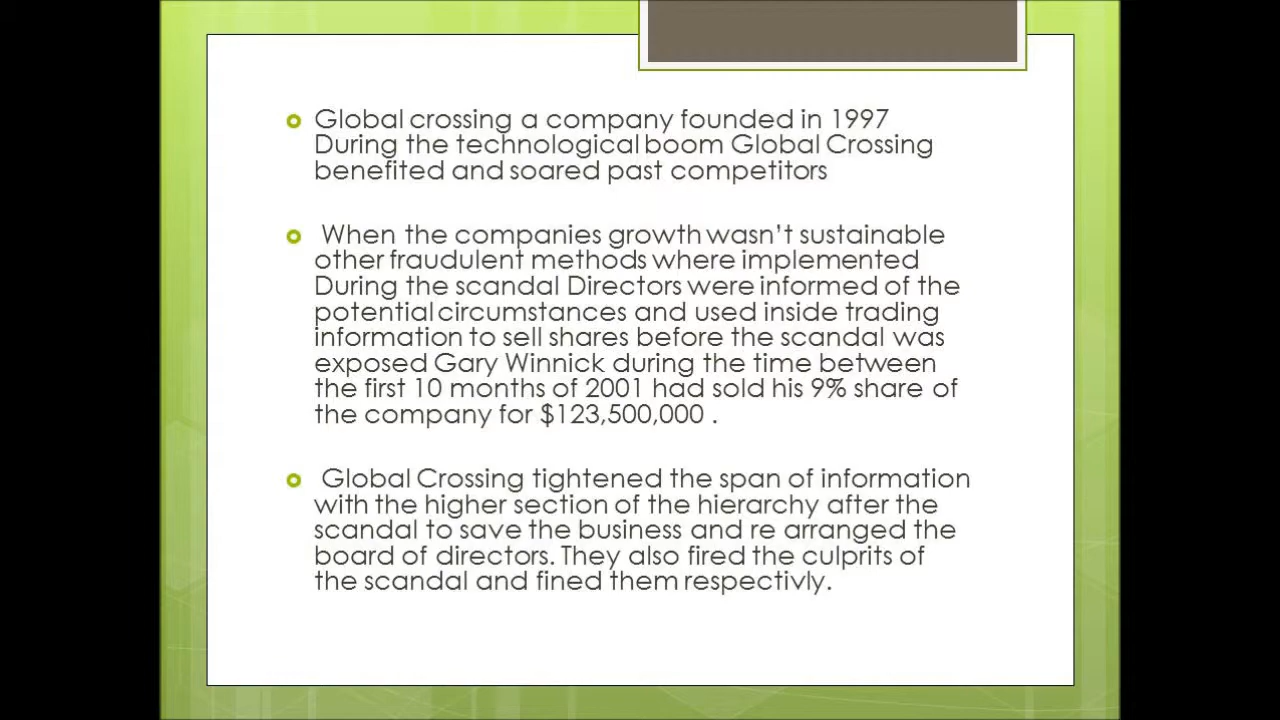 Global crossing a company founded in 1997
During the technological boom Global Crossing
benefited and soared past competitors
When the companies growth wasn't sustainable
other fraudulent methods where implemented
During the scandal Directors were informed of the
potential circumstances and used inside trading
information to sell shares before the scandal was
exposed Gary Winnick during the time between
the first 10 months of 2001 had sold his 9% share of
the company for $123,500,000 .
Global Crossing tightened the span of information
with the higher section of the hierarchy after the
scandal to save the business and re arranged the
board of directors. They also fired the culprits of
the scandal and fined them respectivly.